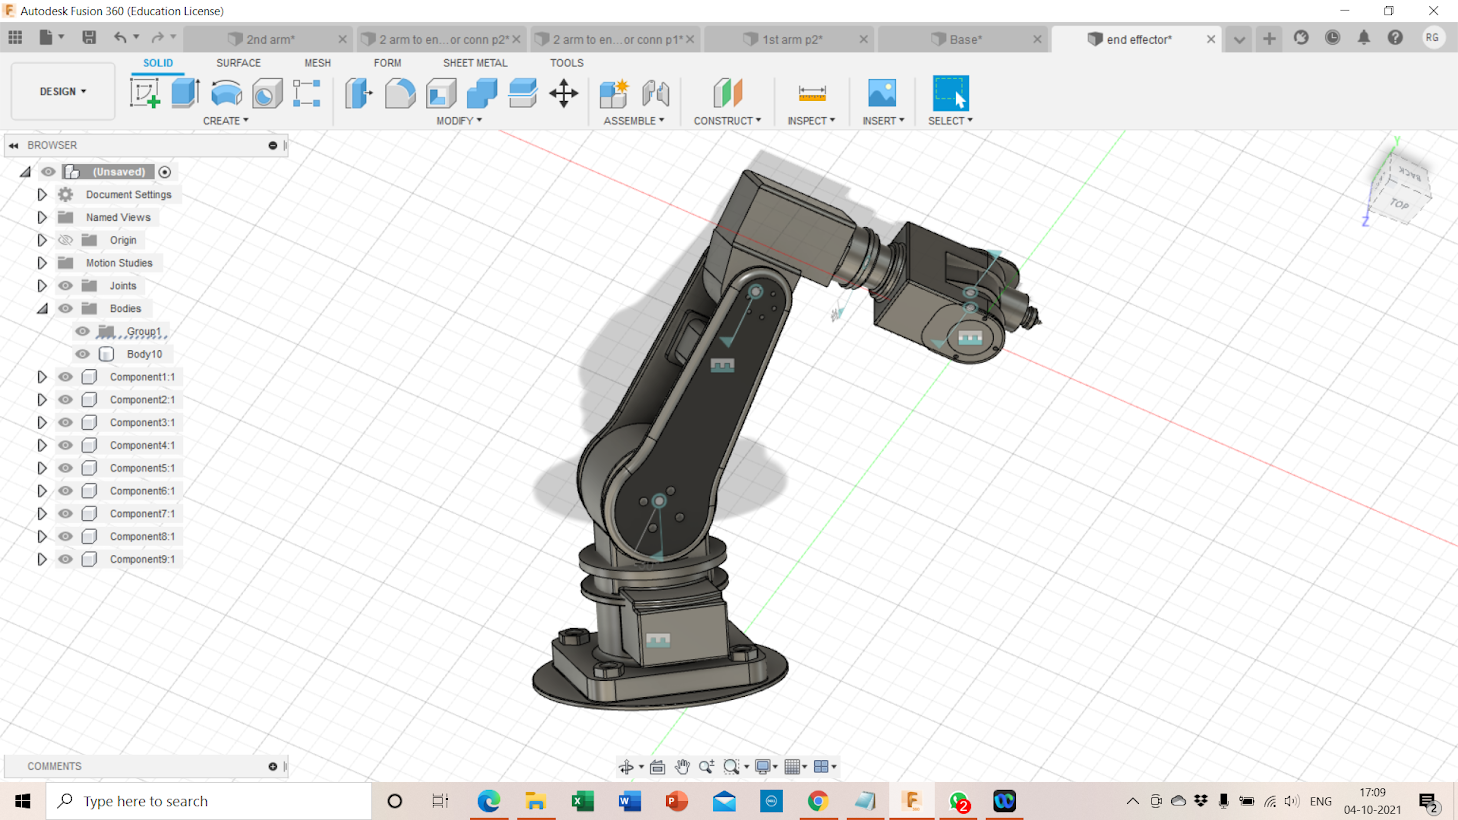 Autodesk Fusion 360 (Education License)
2nd arm*
2 arm to en...or conn p2*
2 arm to en...or conn p1*
1st arm p2*
Base*
end effector*
RG
SOLID
SURFACE
MESH
FORM
SHEET METAL
TOOLS
DESIGN
CREATE
MODIFY
ASSEMBLE
CONSTRUCT
INSPECT
INSERT
SELECT
BROWSER
(Unsaved)
Document Settings
Named Views
Origin
Motion Studies
Joints
Bodies
Group1
Body10
Component1:1
Component2:1
Component3:1
Component4:1
Component5:1
Component6:1
Component7:1
Component8:1
Component9:1
Y
BACK
TOP
Z
COMMENTS
Type here to search
2
ENG
17:09
04-10-2021
2